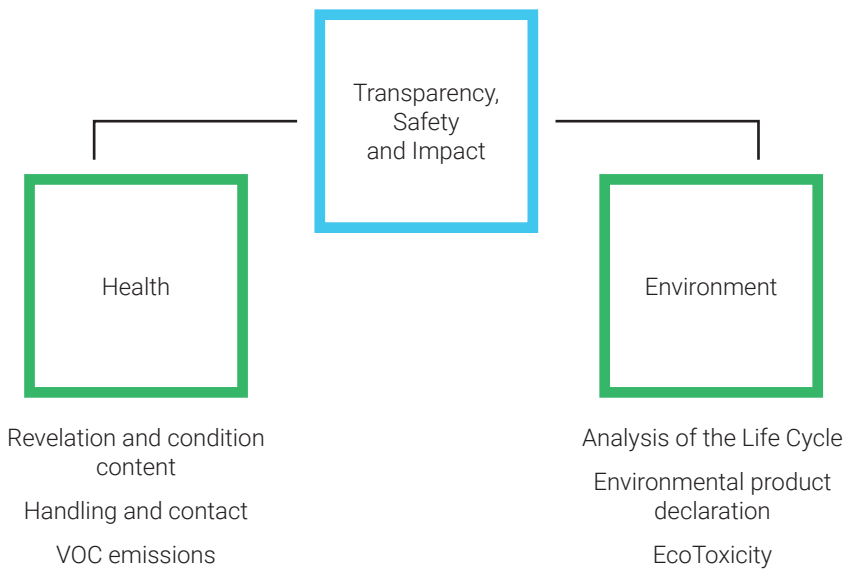 Transparency,
Safety
and Impact
Health
Environment
Revelation and condition
content
Handling and contact
VOC emissions
Analysis of the Life Cycle
Environmental product
declaration
EcoToxicity